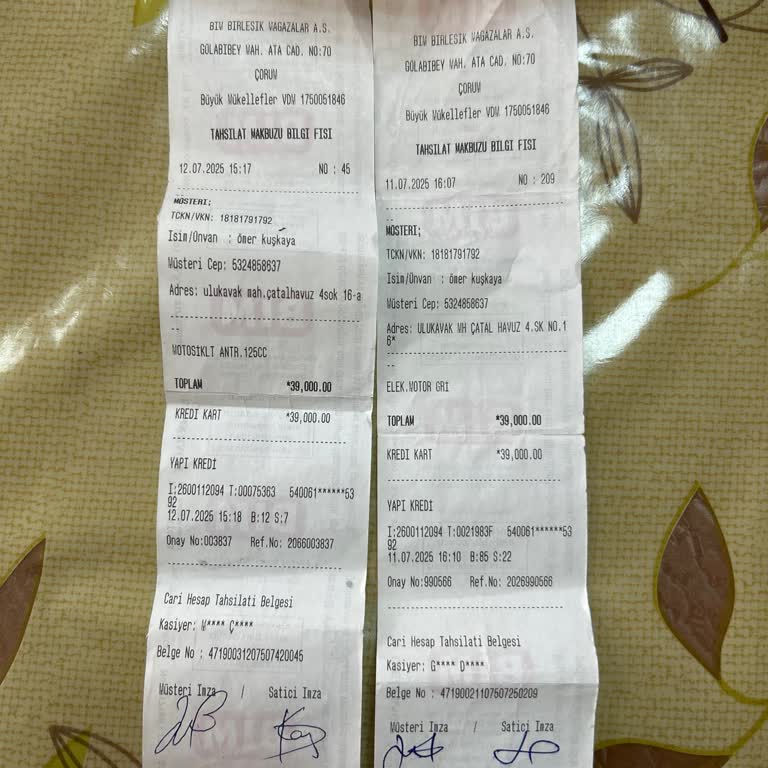 BIM BIRLESIK MAGAZALAR A.S.
GÜLABIBEY MAH. ATA CAD. NO:70
ÇORUM
Büyük Mükellefler VDM 1750051846
TAHSILAT MAKBUZU BILGI FISI
12.07.2025 15:17 NO : 45
MÜSTERI;
TCKN/VKN: 18181791792
Isim/Ünvan : ömer kuşkaya
Müsteri Cep: 5324858637
Adres: ulukavak mah.çatalhavuz 4sok 16-a
MOTOSİKLT ANTR.125CC
TOPLAM *39,000.00
KREDI KART *39,000.00
YAPI KREDİ
I:2600112094 T:00075363 540061******53
92
12.07.2025 15:18 B:12 S:7
Onay No:003837 Ref.No: 2066003837
Cari Hesap Tahsilati Belgesi
Kasiyer: M**** Ç****
Belge No : 47190031207507420045
Müsteri Imza / Satici Imza
BIM BIRLESIK MAGAZALAR A.S.
GÜLABIBEY MAH. ATA CAD. NO:70
ÇORUM
Büyük Mükellefler VDM 1750051846
TAHSILAT MAKBUZU BILGI FISI
11.07.2025 16:07 NO : 209
MÜSTERI;
TCKN/VKN: 18181791792
Isim/Ünvan : ömer kuşkaya
Müsteri Cep: 5324858637
Adres: ULUKAVAK MH ÇATAL HAVUZ 4.SK NO.1
6*
ELEK.MOTOR GRI
TOPLAM *39,000.00
KREDI KART *39,000.00
YAPI KREDİ
I:2600112094 T:0021983F 540061******53
92
11.07.2025 16:10 B:85 S:22
Onay No:990566 Ref.No: 2026990566
Cari Hesap Tahsilati Belgesi
Kasiyer: G**** D****
Belge No : 47190021107507250209
Müsteri Imza / Satici Imza